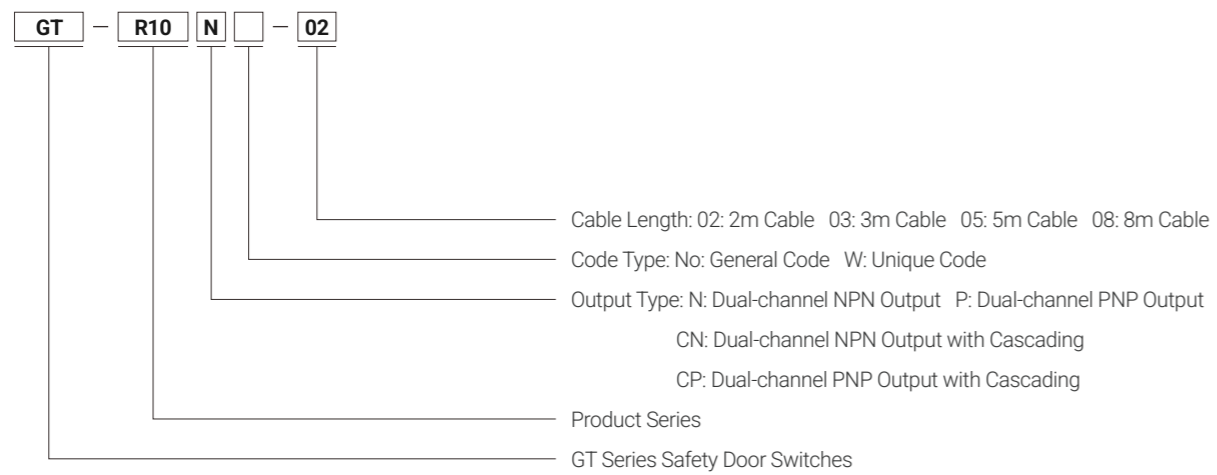 GT - R10 N - 02
Cable Length: 02: 2m Cable 03: 3m Cable 05: 5m Cable 08: 8m Cable
Code Type: No: General Code W: Unique Code
Output Type: N: Dual-channel NPN Output P: Dual-channel PNP Output
CN: Dual-channel NPN Output with Cascading
CP: Dual-channel PNP Output with Cascading
Product Series
GT Series Safety Door Switches